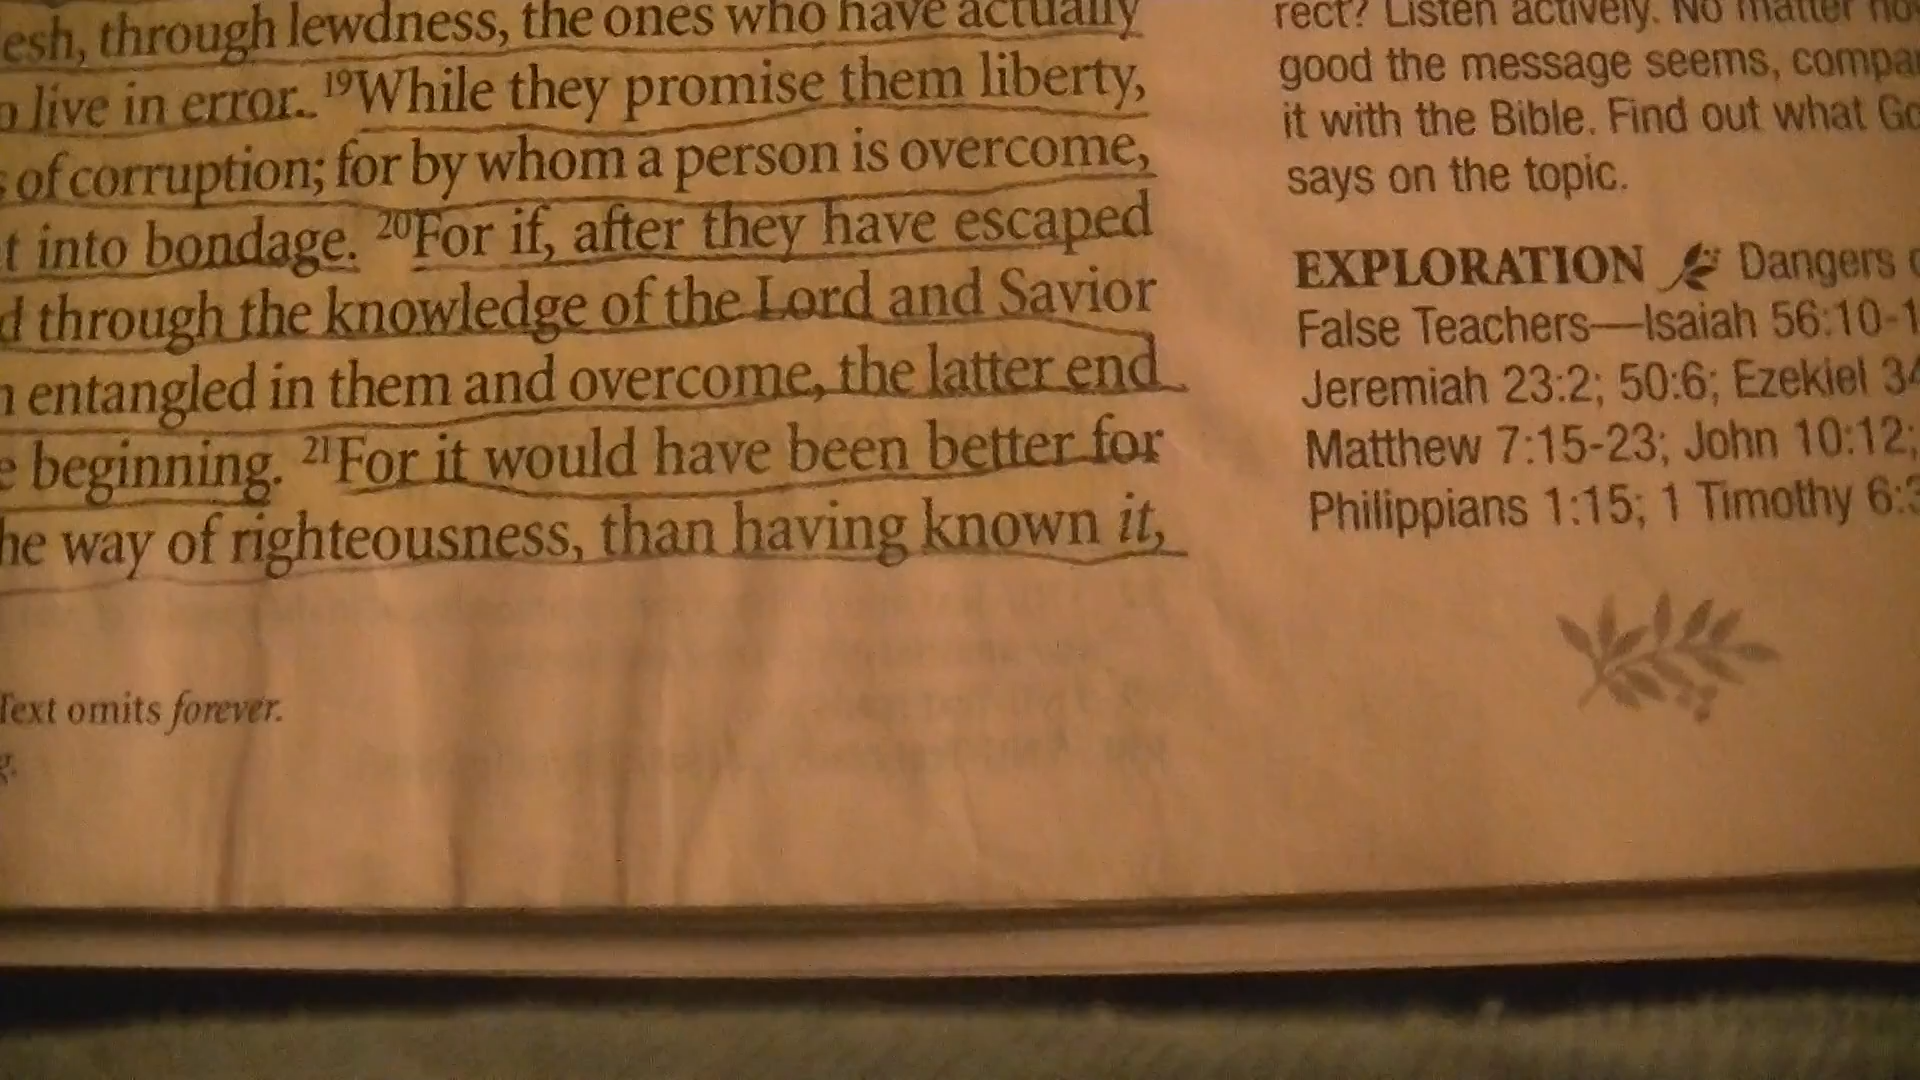 esh, through lewdness, the ones who have actually
live in error. 19While they promise them liberty,
of corruption; for by whom a person is overcome,
t into bondage. 20For if, after they have escaped
d through the knowledge of the Lord and Savior
n entangled in them and overcome, the latter end
e beginning. 21For it would have been better for
he way of righteousness, than having known it,
Text omits forever.
g.
rect? Listen actively. No matter ho
good the message seems, compa
it with the Bible. Find out what Go
says on the topic.
EXPLORATION Dangers o
False Teachers—Isaiah 56:10-1
Jeremiah 23:2; 50:6; Ezekiel 34
Matthew 7:15-23; John 10:12;
Philippians 1:15; 1 Timothy 6:3